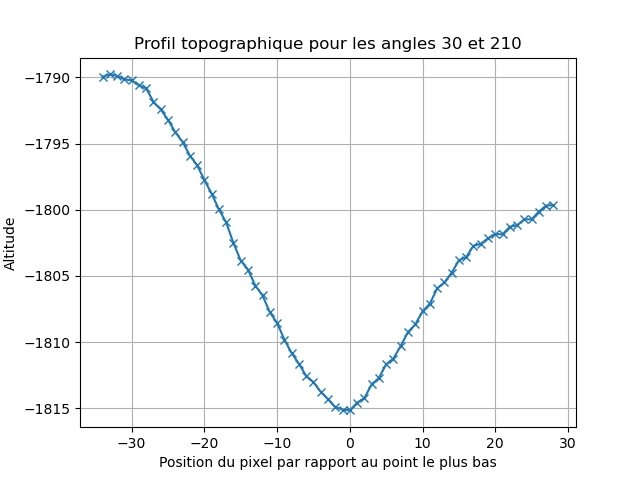 Profil topographique pour les angles 30 et 210
Altitude
−1790
−1795
−1800
−1805
−1810
−1815
−30 −20 −10 0 10 20 30
Position du pixel par rapport au point le plus bas